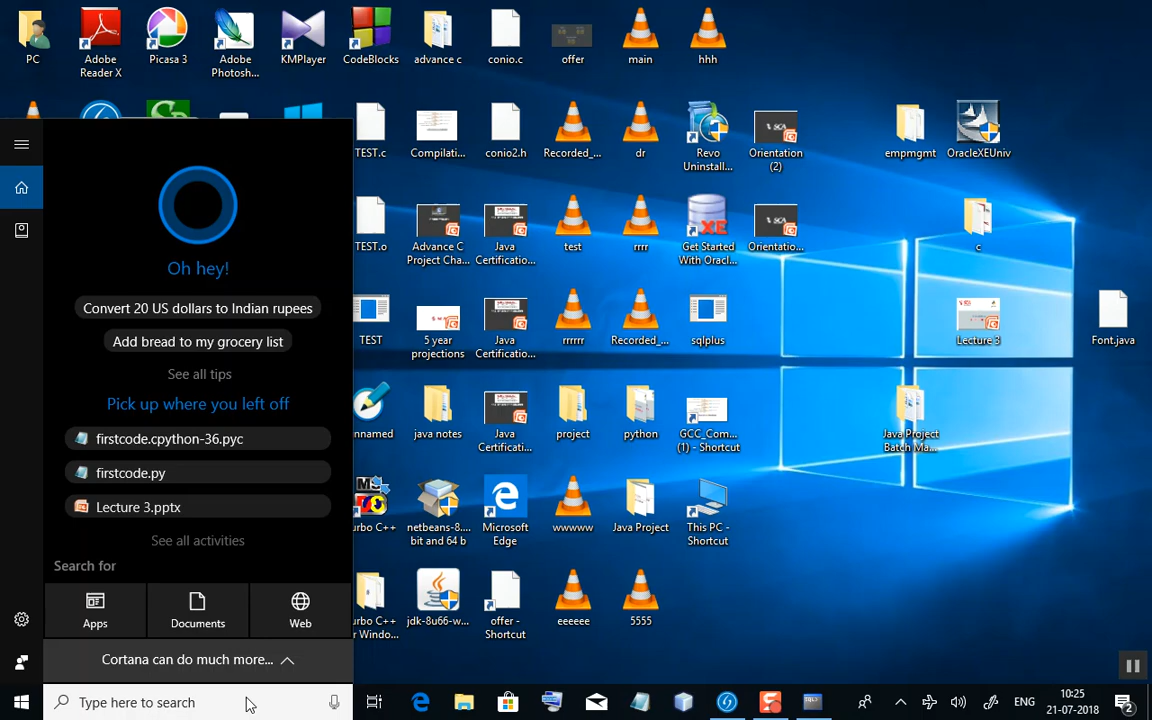 PC
Adobe
Reader X
Picasa 3
Adobe
Photosh...
KMPlayer
CodeBlocks
advance c
conio.c
offer
main
hhh
TEST.c
Compilati...
conio2.h
Recorded_...
dr
Revo
Uninstall...
Orientation
(2)
empmgmt
OracleXEUniv
TEST.o
Advance C
Project Cha...
Java
Certification...
test
rrrr
Get Started
With Oracl...
Orientatio...
c
TEST
5 year
projections
Java
Certificati...
rrrrrr
Recorded_...
sqlplus
Lecture 3
Font.java
nnamed
java notes
Java
Certificati...
project
python
GCC_Com...
(1) - Shortcut
Java Project
Batch Ma...
urbo C++
netbeans-8....
bit and 64 b
Microsoft
Edge
wwwww
Java Project
This PC -
Shortcut
urbo C++
r Windo...
jdk-8u66-w...
offer -
Shortcut
eeeeee
5555
Oh hey!
Convert 20 US dollars to Indian rupees
Add bread to my grocery list
See all tips
Pick up where you left off
firstcode.cpython-36.pyc
firstcode.py
Lecture 3.pptx
See all activities
Search for
Apps
Documents
Web
Cortana can do much more...
Type here to search
ENG
10:25
21-07-2018
2